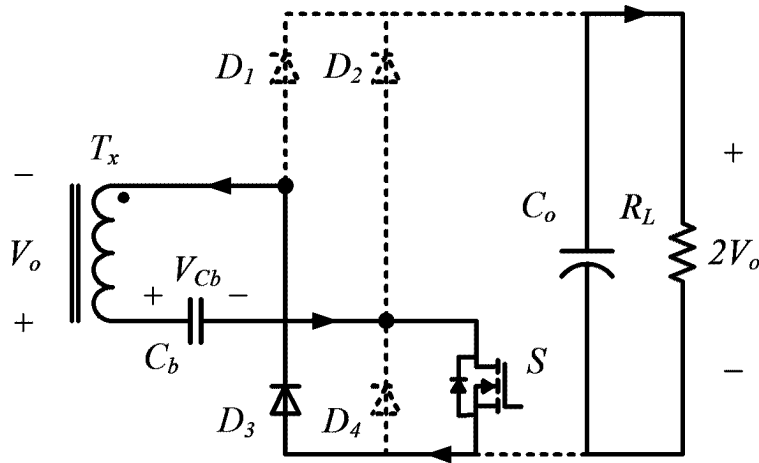 D1 D2
Tx
− +
Vo VCb Co RL 2Vo
+ + −
Cb S
D3 D4 −